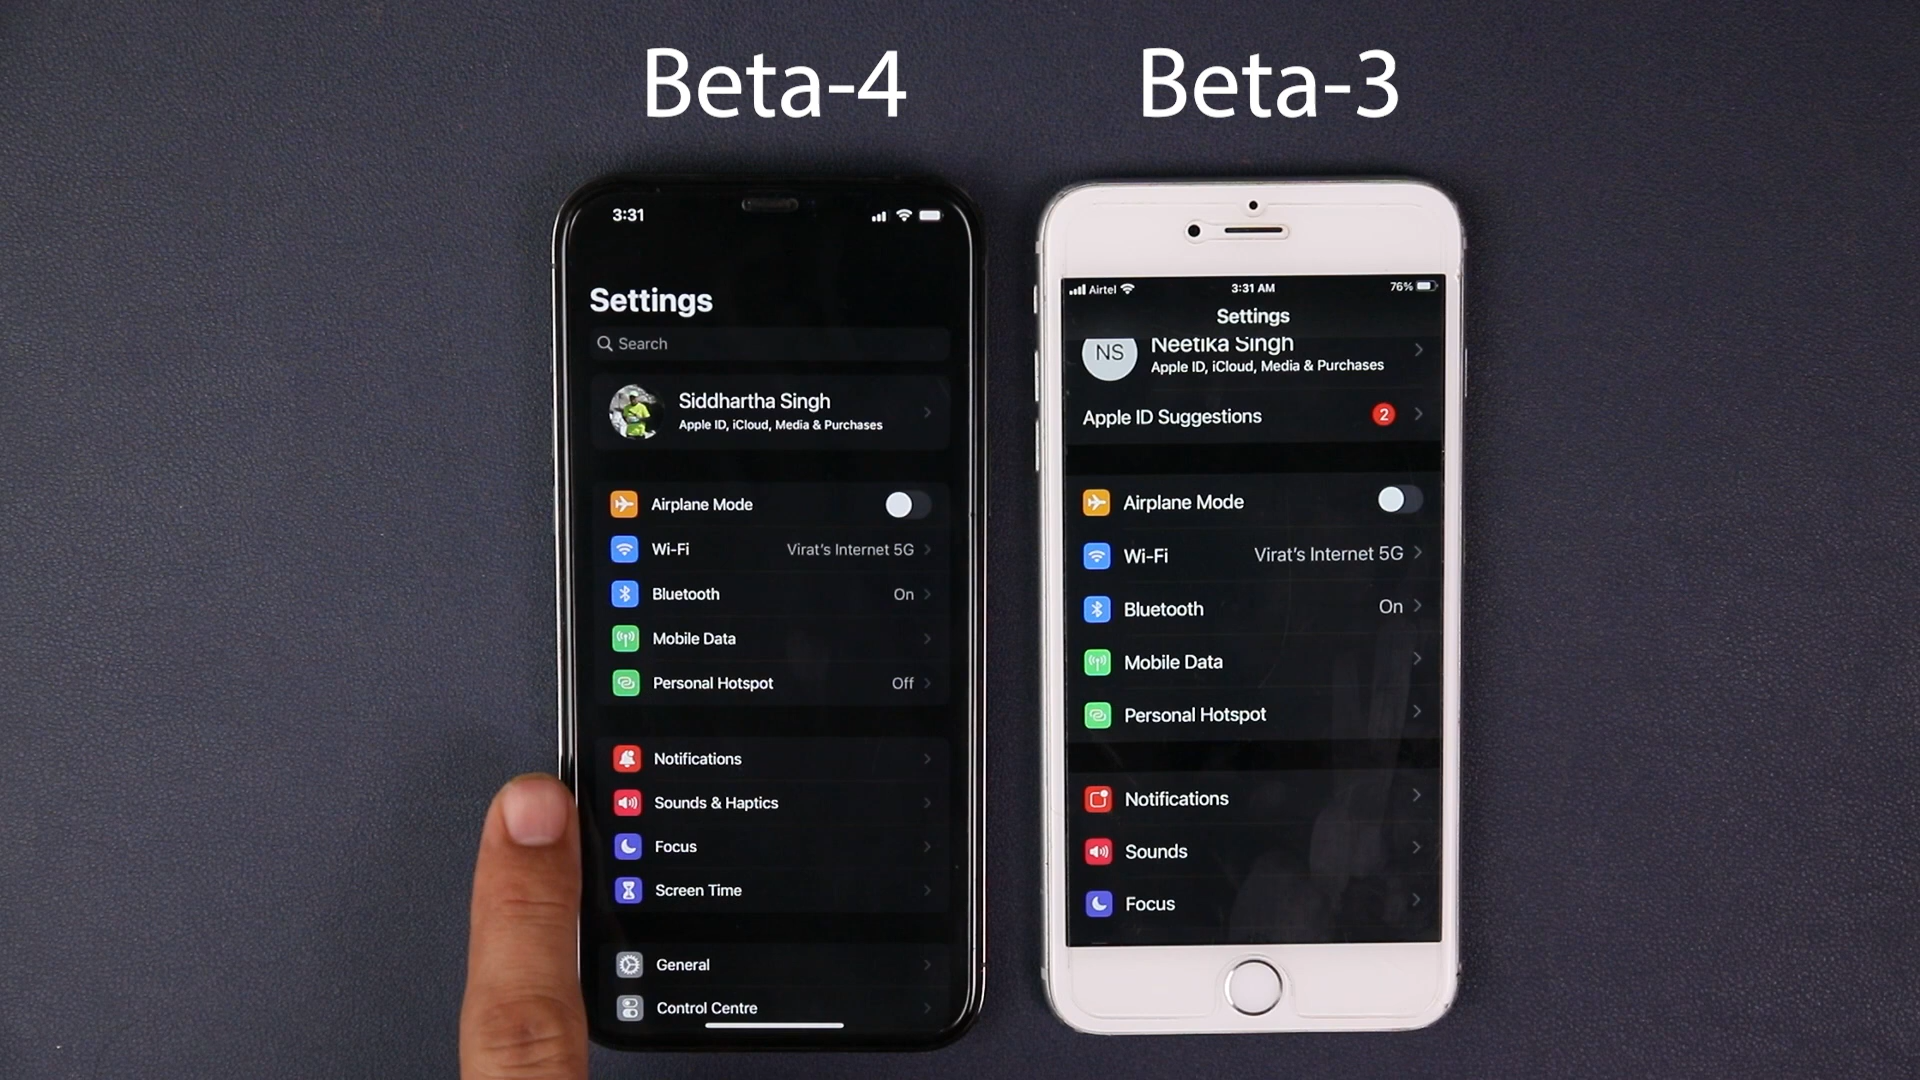 Beta-4
3:31
Settings
Search
Siddhartha Singh
Apple ID, iCloud, Media & Purchases
Airplane Mode
Wi-Fi Virat's Internet 5G
Bluetooth On
Mobile Data
Personal Hotspot Off
Notifications
Sounds & Haptics
Focus
Screen Time
General
Control Centre
Beta-3
Airtel 3:31 AM 76%
Settings
NS Neetika Singh
Apple ID, iCloud, Media & Purchases
Apple ID Suggestions 2
Airplane Mode
Wi-Fi Virat's Internet 5G
Bluetooth On
Mobile Data
Personal Hotspot
Notifications
Sounds
Focus